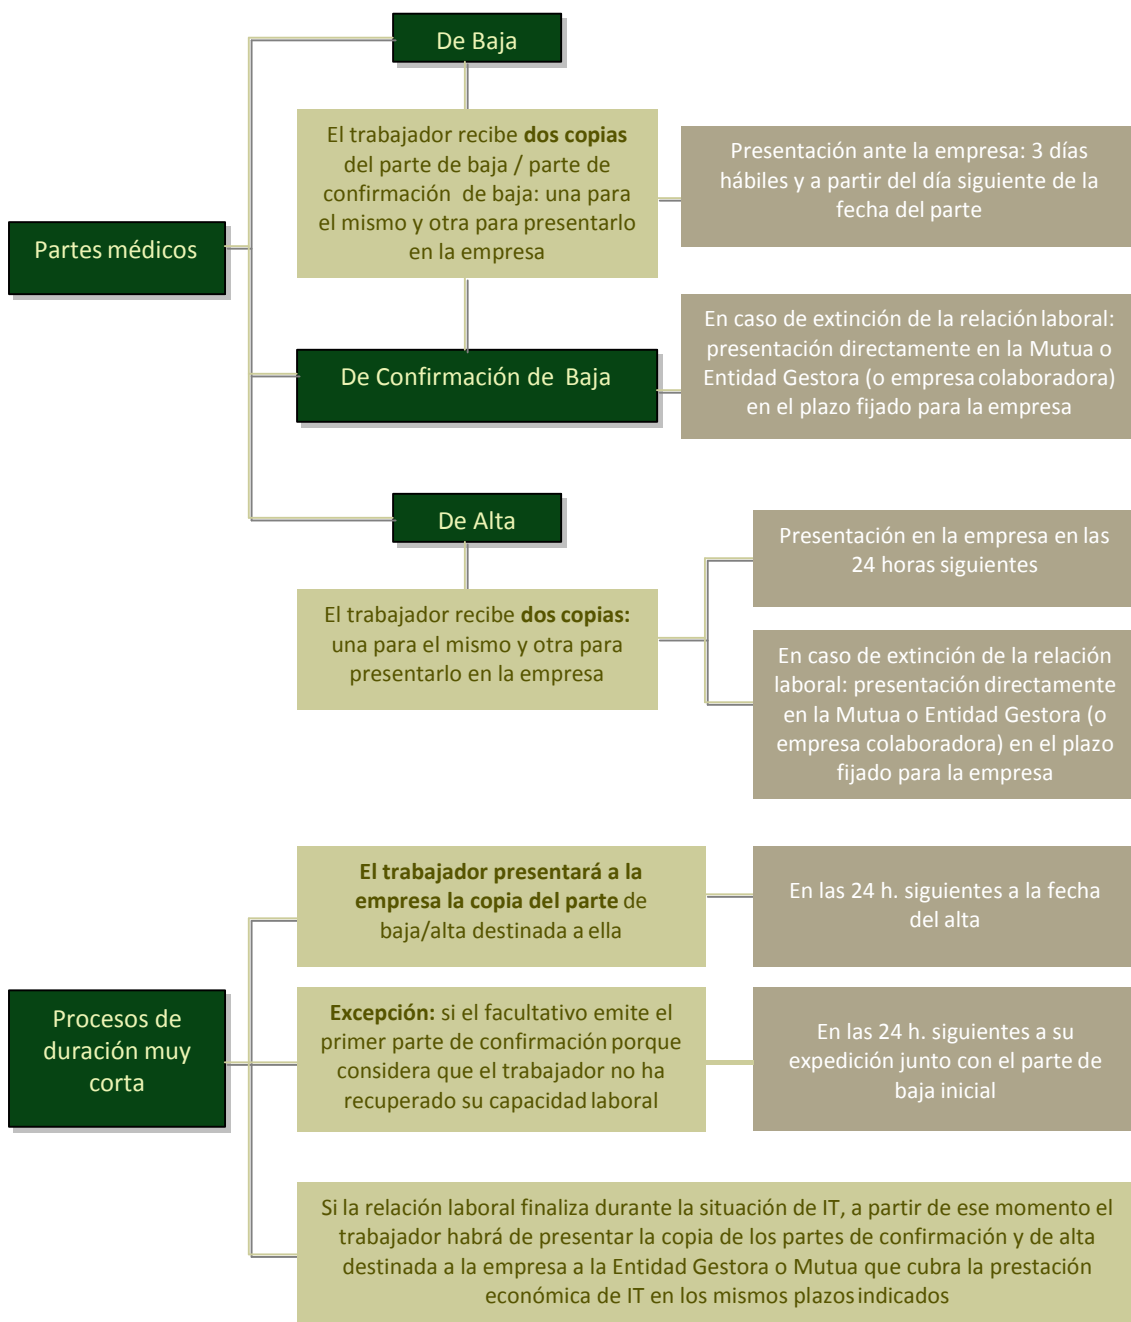 De Baja
El trabajador recibe dos copias
del parte de baja / parte de
confirmación de baja: una para
el mismo y otra para presentarlo
en la empresa
Presentación ante la empresa: 3 días
hábiles y a partir del día siguiente de la
fecha del parte
Partes médicos
De Confirmación de Baja
En caso de extinción de la relación laboral:
presentación directamente en la Mutua o
Entidad Gestora (o empresa colaboradora)
en el plazo fijado para la empresa
De Alta
El trabajador recibe dos copias:
una para el mismo y otra para
presentarlo en la empresa
Presentación en la empresa en las
24 horas siguientes
En caso de extinción de la relación
laboral: presentación directamente
en la Mutua o Entidad Gestora (o
empresa colaboradora) en el plazo
fijado para la empresa
Procesos de
duración muy
corta
El trabajador presentará a la
empresa la copia del parte de
baja/alta destinada a ella
En las 24 h. siguientes a la fecha
del alta
Excepción: si el facultativo emite el
primer parte de confirmación porque
considera que el trabajador no ha
recuperado su capacidad laboral
En las 24 h. siguientes a su
expedición junto con el parte de
baja inicial
Si la relación laboral finaliza durante la situación de IT, a partir de ese momento el
trabajador habrá de presentar la copia de los partes de confirmación y de alta
destinada a la empresa a la Entidad Gestora o Mutua que cubra la prestación
económica de IT en los mismos plazos indicados